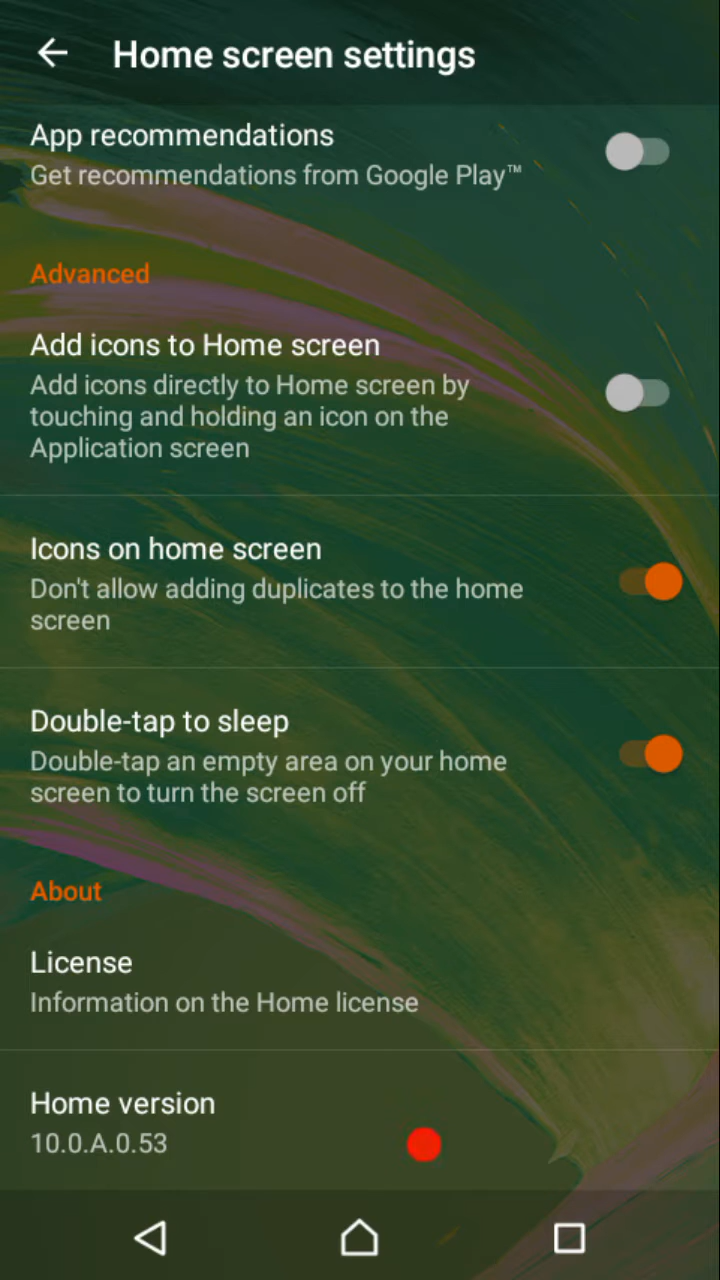 Home screen settings
App recommendations
Get recommendations from Google Play™
Advanced
Add icons to Home screen
Add icons directly to Home screen by
touching and holding an icon on the
Application screen
Icons on home screen
Don't allow adding duplicates to the home
screen
Double-tap to sleep
Double-tap an empty area on your home
screen to turn the screen off
About
License
Information on the Home license
Home version
10.0.A.0.53